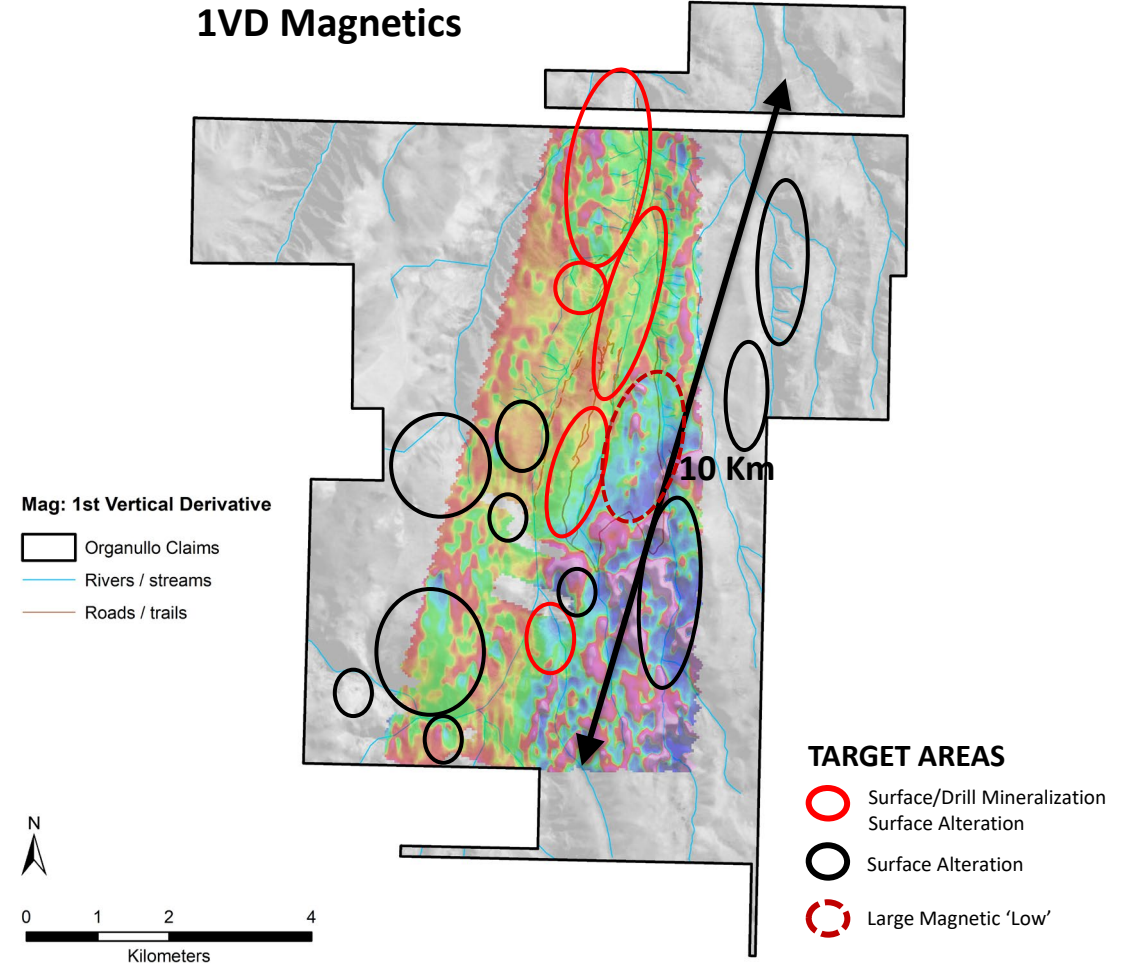 1VD Magnetics
10 Km
Mag: 1st Vertical Derivative
Organullo Claims
Rivers / streams
Roads / trails
TARGET AREAS
Surface/Drill Mineralization
Surface Alteration
Surface Alteration
Large Magnetic ‘Low’
N
0 1 2 4
Kilometers